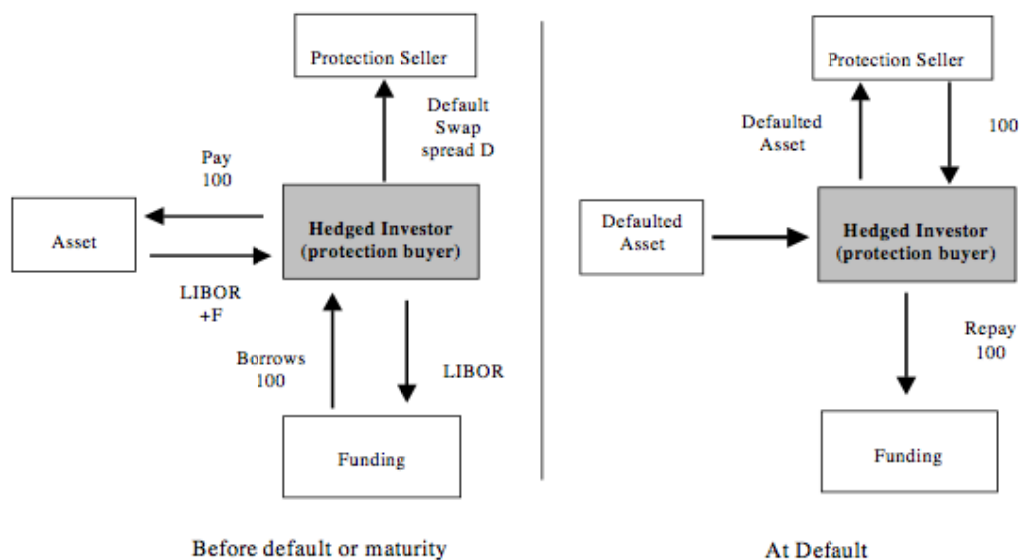 Protection Seller
Default
Swap
spread D
Pay
100
Asset
Hedged Investor
(protection buyer)
LIBOR
+F
Borrows
100
LIBOR
Funding
Before default or maturity
Protection Seller
Defaulted
Asset
100
Defaulted
Asset
Hedged Investor
(protection buyer)
Repay
100
Funding
At Default